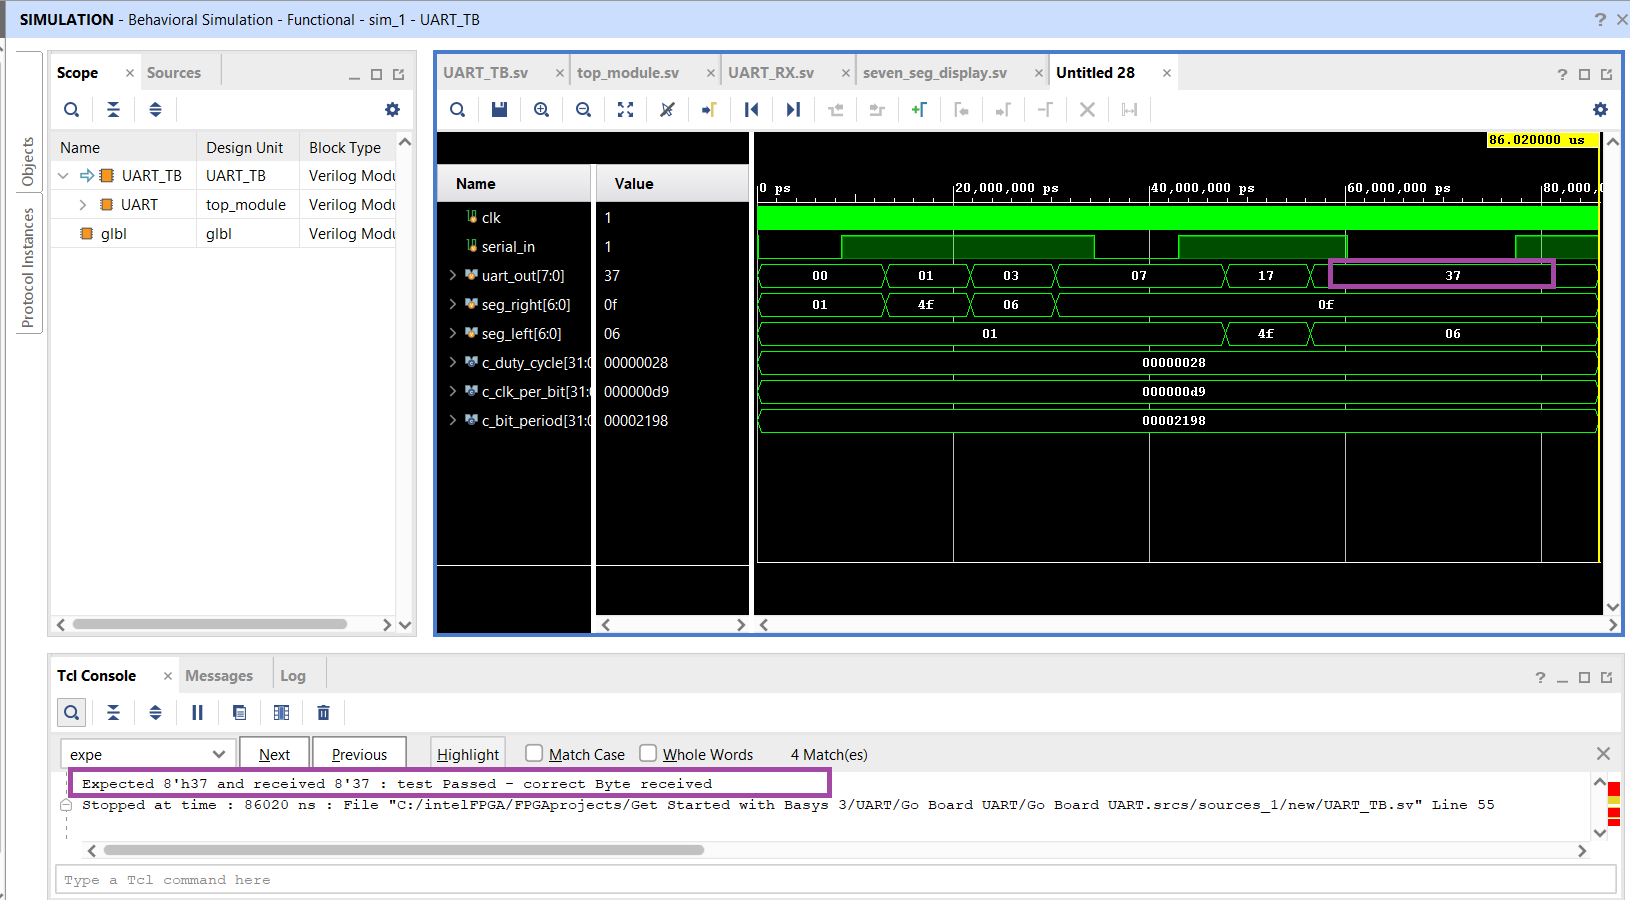 SIMULATION - Behavioral Simulation - Functional - sim_1 - UART_TB
?
Objects
Protocol Instances
Scope × Sources
Name Design Unit Block Type
UART_TB UART_TB Verilog Modu
UART top_module Verilog Modu
glbl glbl Verilog Modu
UART_TB.sv × top_module.sv × UART_RX.sv × seven_seg_display.sv × Untitled 28 × ?
Name Value
clk 1
serial_in 1
uart_out[7:0] 37
seg_right[6:0] 0f
seg_left[6:0] 06
c_duty_cycle[31:0 00000028
c_clk_per_bit[31:0 000000d9
c_bit_period[31:0 00002198
86.020000 us
0 ps 20,000,000 ps 40,000,000 ps 60,000,000 ps 80,000,0
00 01 03 07 17 37
01 4f 06 0f
01 4f 06
00000028
000000d9
00002198
Tcl Console × Messages Log ?
expe Next Previous Highlight Match Case Whole Words 4 Match(es)
Expected 8'h37 and received 8'37 : test Passed - correct Byte received
Stopped at time : 86020 ns : File "C:/intelFPGA/FPGAprojects/Get Started with Basys 3/UART/Go Board UART/Go Board UART.srcs/sources_1/new/UART_TB.sv" Line 55
Type a Tcl command here